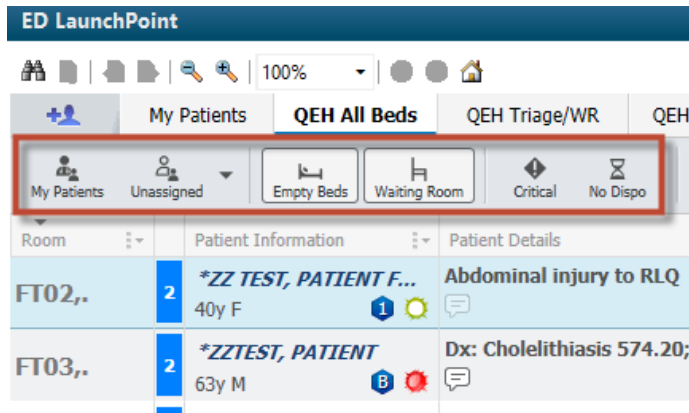 ED LaunchPoint
100%
My Patients QEH All Beds QEH Triage/WR QEH
My Patients Unassigned Empty Beds Waiting Room Critical No Dispo
Room Patient Information Patient Details
FT02,. 2 *ZZ TEST, PATIENT F... Abdominal injury to RLQ
40y F 1
FT03,. 2 *ZZTEST, PATIENT Dx: Cholelithiasis 574.20;
63y M B